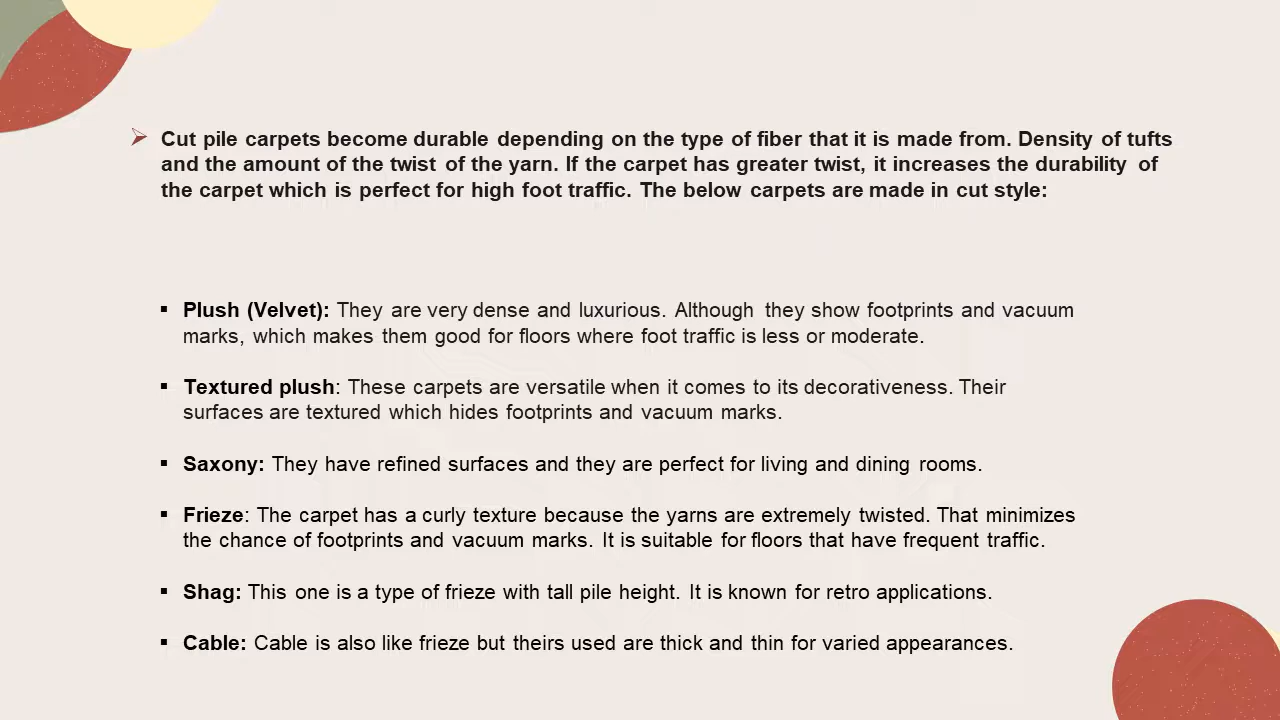 Cut pile carpets become durable depending on the type of fiber that it is made from. Density of tufts
and the amount of the twist of the yarn. If the carpet has greater twist, it increases the durability of
the carpet which is perfect for high foot traffic. The below carpets are made in cut style:
Plush (Velvet): They are very dense and luxurious. Although they show footprints and vacuum
marks, which makes them good for floors where foot traffic is less or moderate.
Textured plush: These carpets are versatile when it comes to its decorativeness. Their
surfaces are textured which hides footprints and vacuum marks.
Saxony: They have refined surfaces and they are perfect for living and dining rooms.
Frieze: The carpet has a curly texture because the yarns are extremely twisted. That minimizes
the chance of footprints and vacuum marks. It is suitable for floors that have frequent traffic.
Shag: This one is a type of frieze with tall pile height. It is known for retro applications.
Cable: Cable is also like frieze but theirs used are thick and thin for varied appearances.